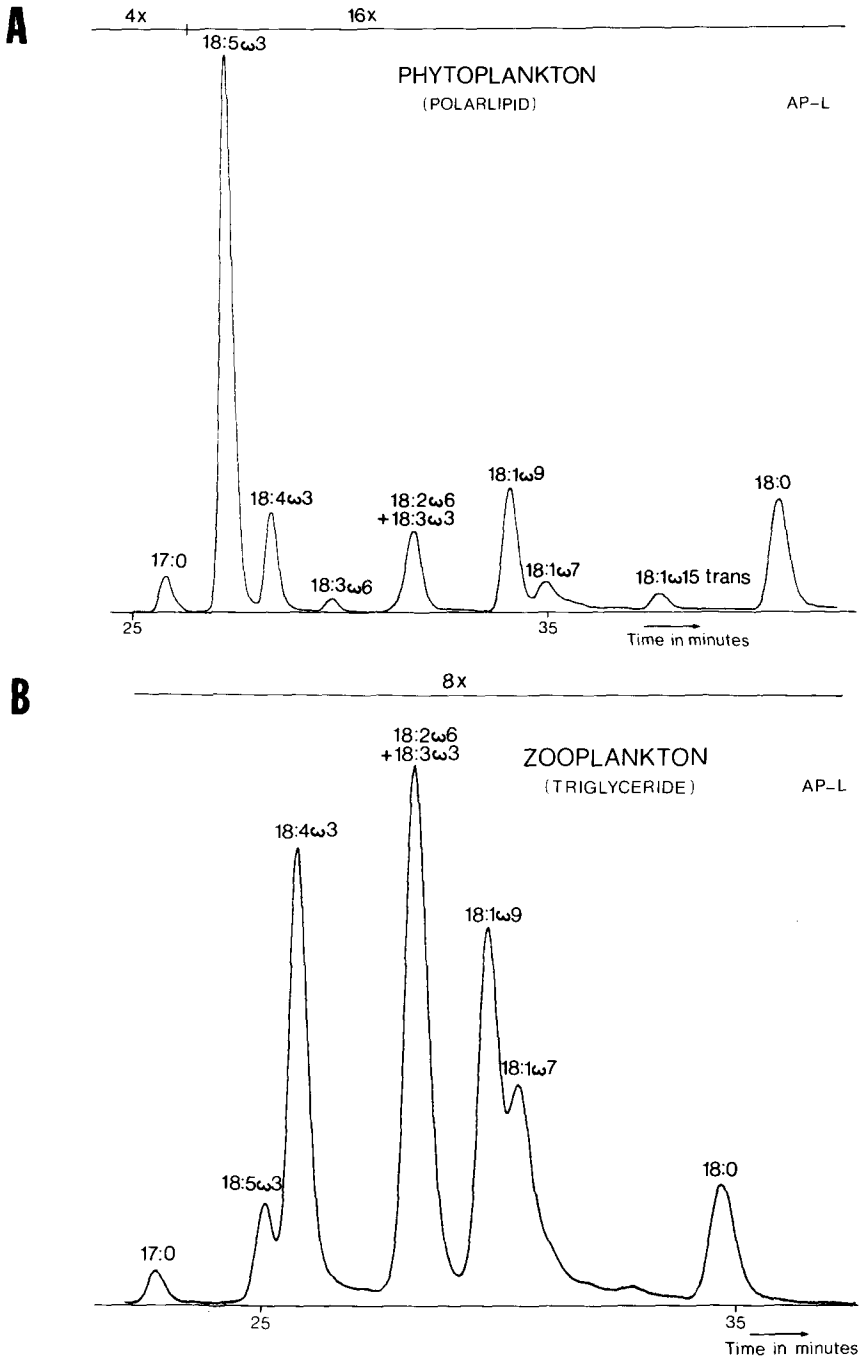 A
4x 16x
18:5ω3
PHYTOPLANKTON
(POLARLIPID)
AP-L
18:4ω3
18:2ω6
+18:3ω3
18:1ω9
18:0
17:0
18:3ω6
18:1ω7
18:1ω15 trans
25 35
Time in minutes
B
8x
18:2ω6
+18:3ω3
ZOOPLANKTON
(TRIGLYCERIDE)
AP-L
18:4ω3
18:1ω9
18:1ω7
18:5ω3
18:0
17:0
25 35
Time in minutes